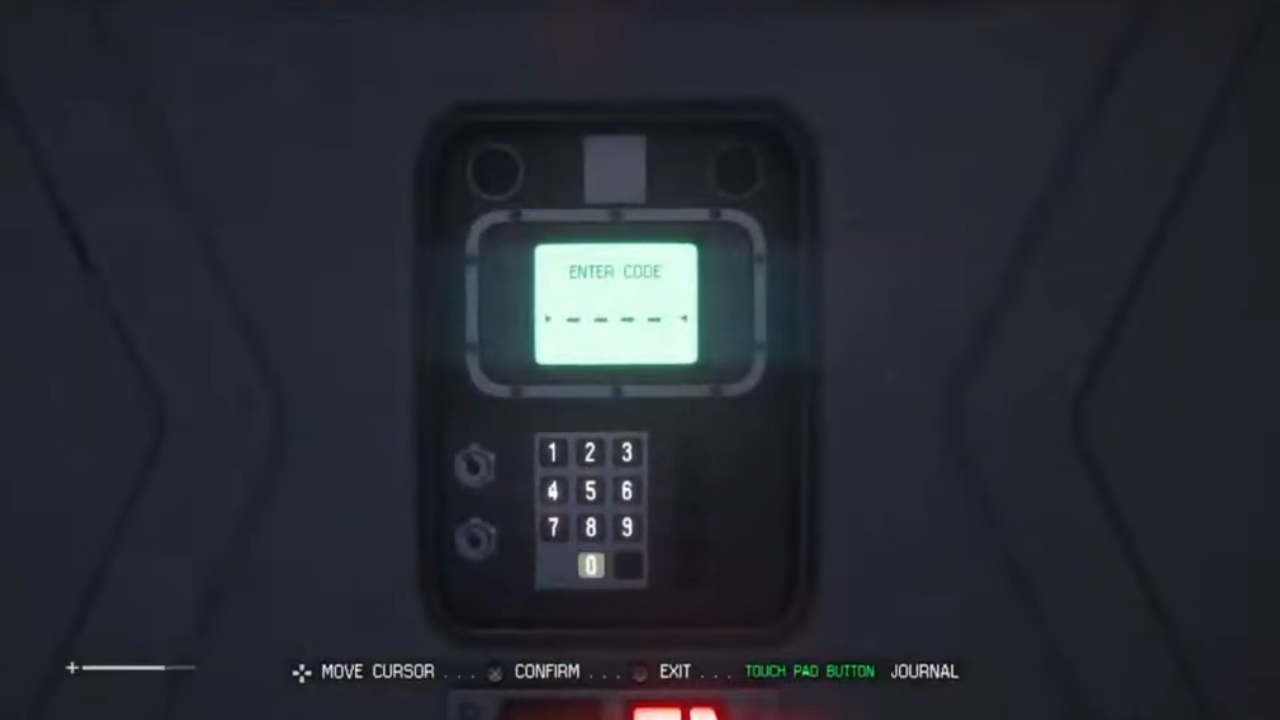 ENTER CODE
1 2 3
4 5 6
7 8 9
0
MOVE CURSOR . . . CONFIRM . . . EXIT . . . TOUCH PAD BUTTON JOURNAL